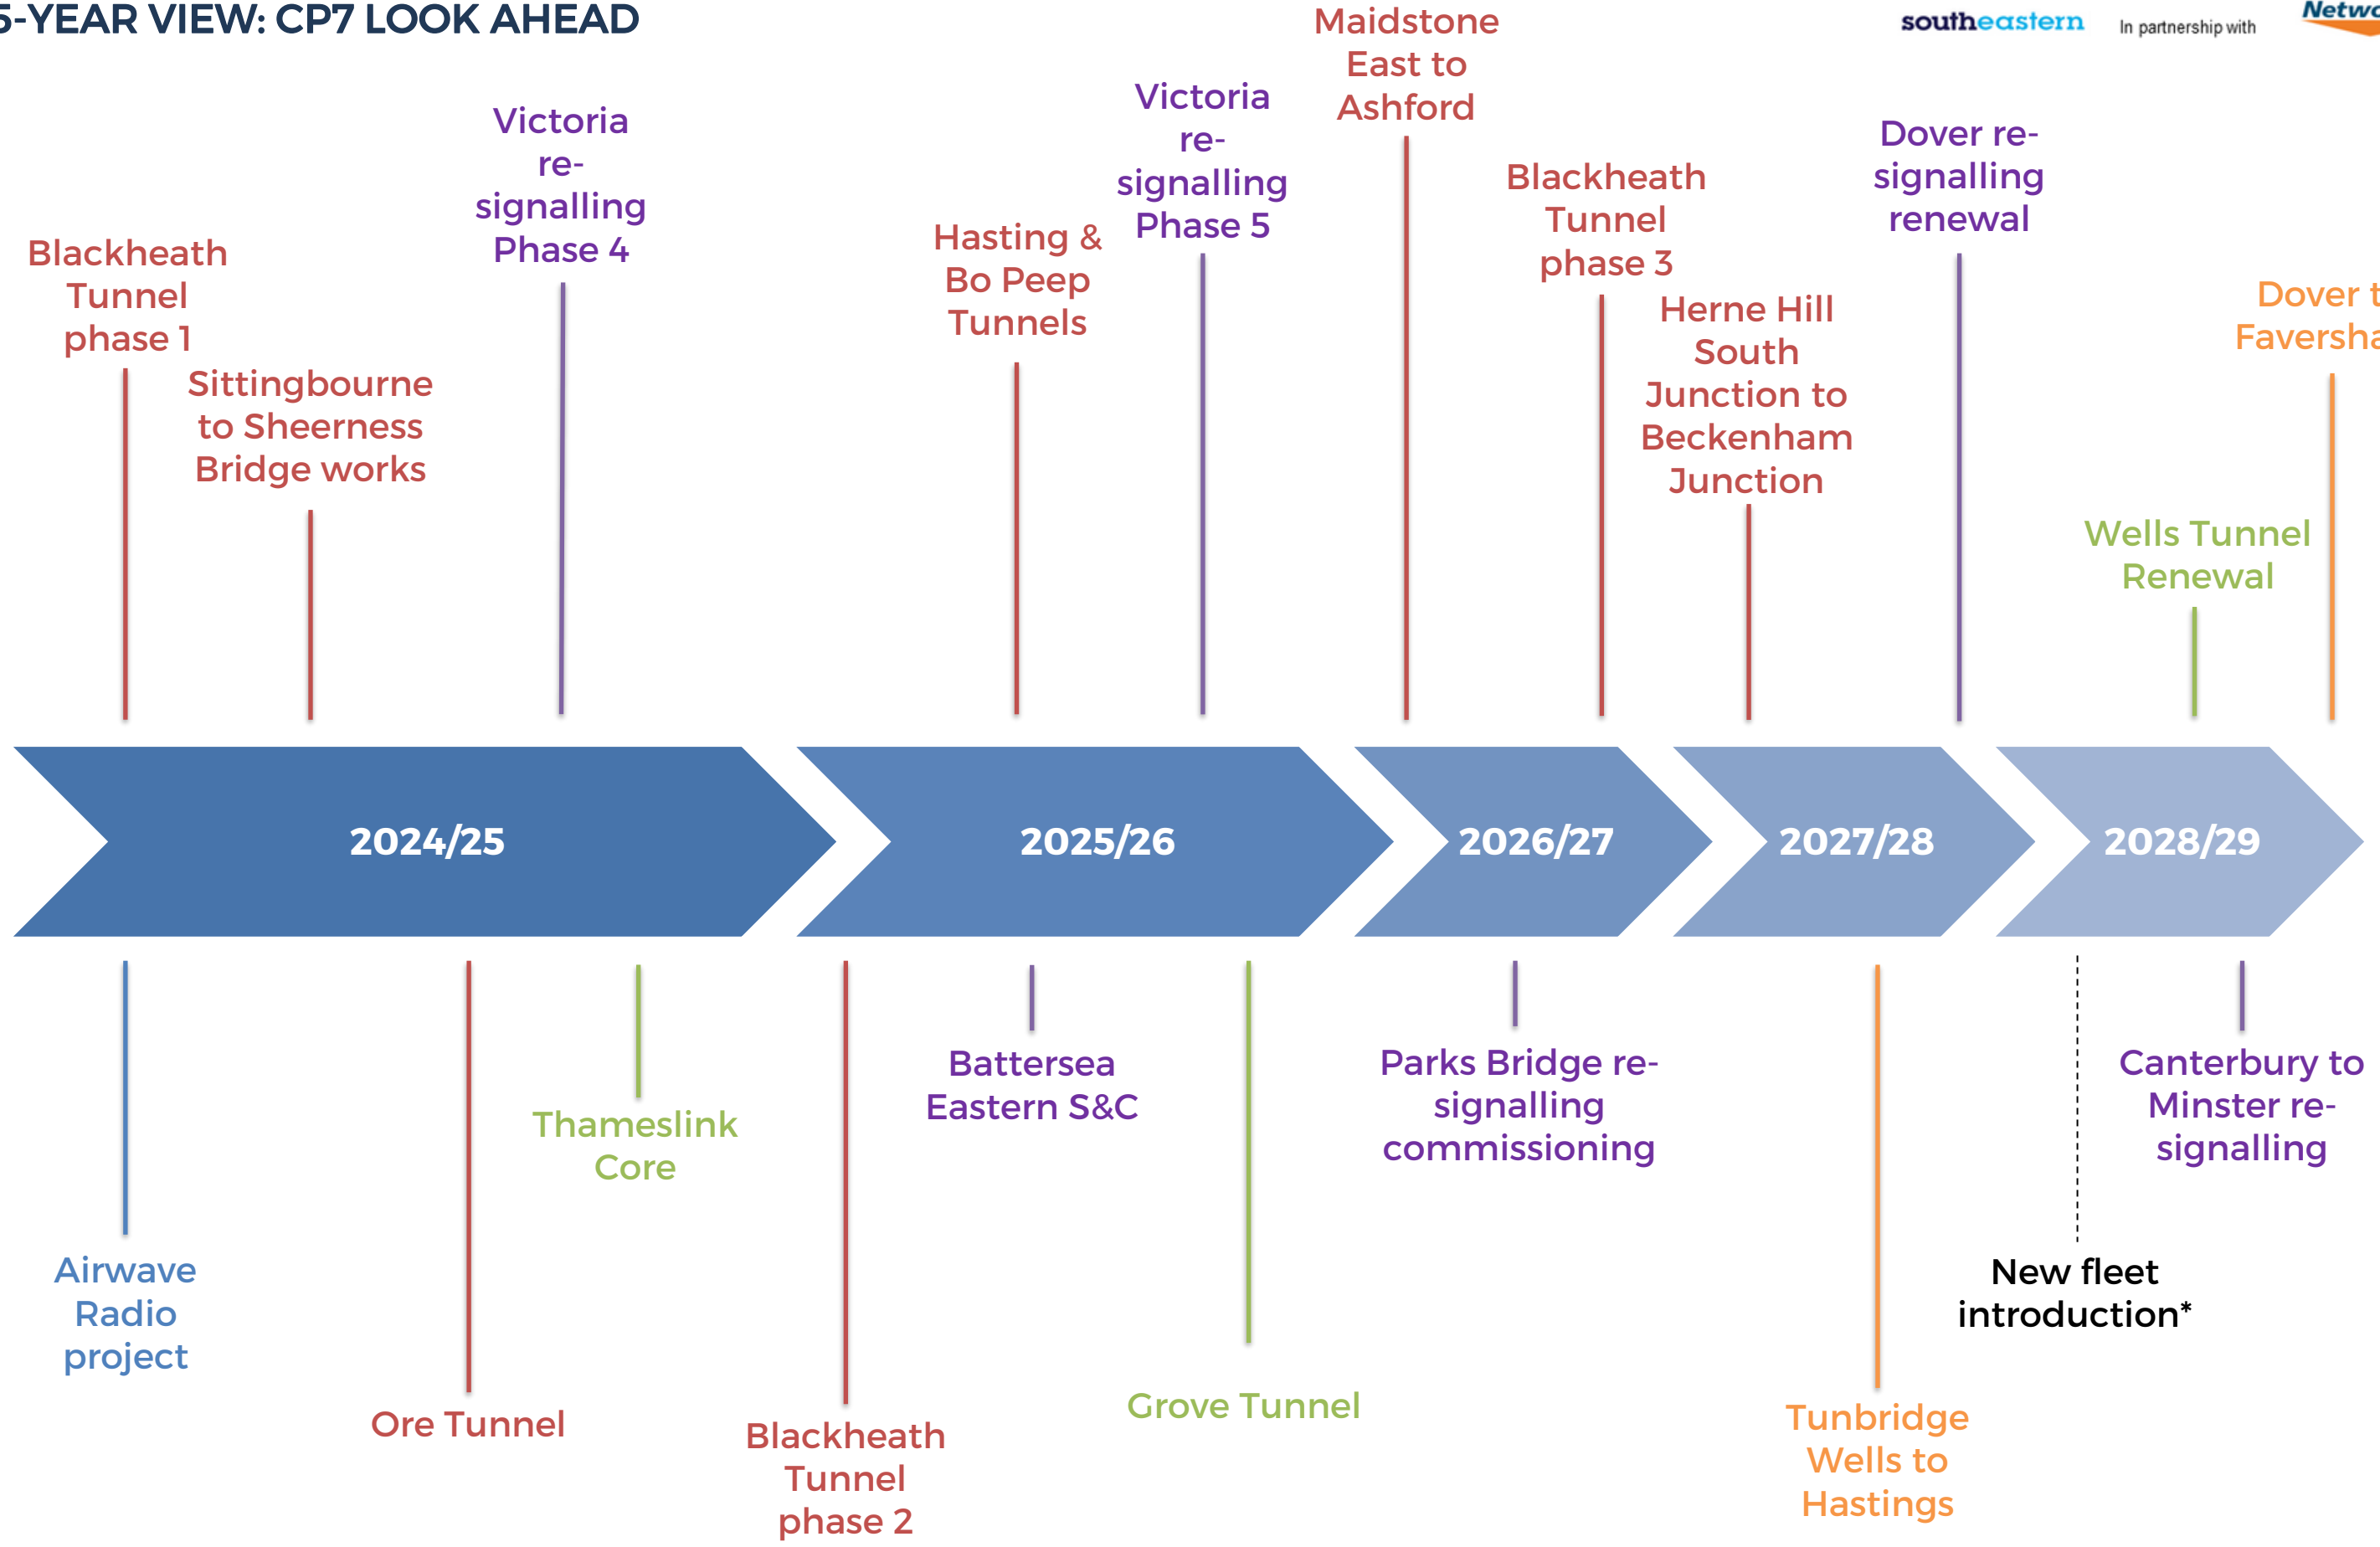 5-YEAR VIEW: CP7 LOOK AHEAD
southeastern
In partnership with
Netwo
Blackheath
Tunnel
phase 1
Sittingbourne
to Sheerness
Bridge works
Victoria
re-
signalling
Phase 4
Hasting &
Bo Peep
Tunnels
Victoria
re-
signalling
Phase 5
Maidstone
East to
Ashford
Blackheath
Tunnel
phase 3
Herne Hill
South
Junction to
Beckenham
Junction
Dover re-
signalling
renewal
Wells Tunnel
Renewal
Dover t
Faversha
2024/25
2025/26
2026/27
2027/28
2028/29
Airwave
Radio
project
Ore Tunnel
Thameslink
Core
Blackheath
Tunnel
phase 2
Battersea
Eastern S&C
Grove Tunnel
Parks Bridge re-
signalling
commissioning
Tunbridge
Wells to
Hastings
New fleet
introduction*
Canterbury to
Minster re-
signalling